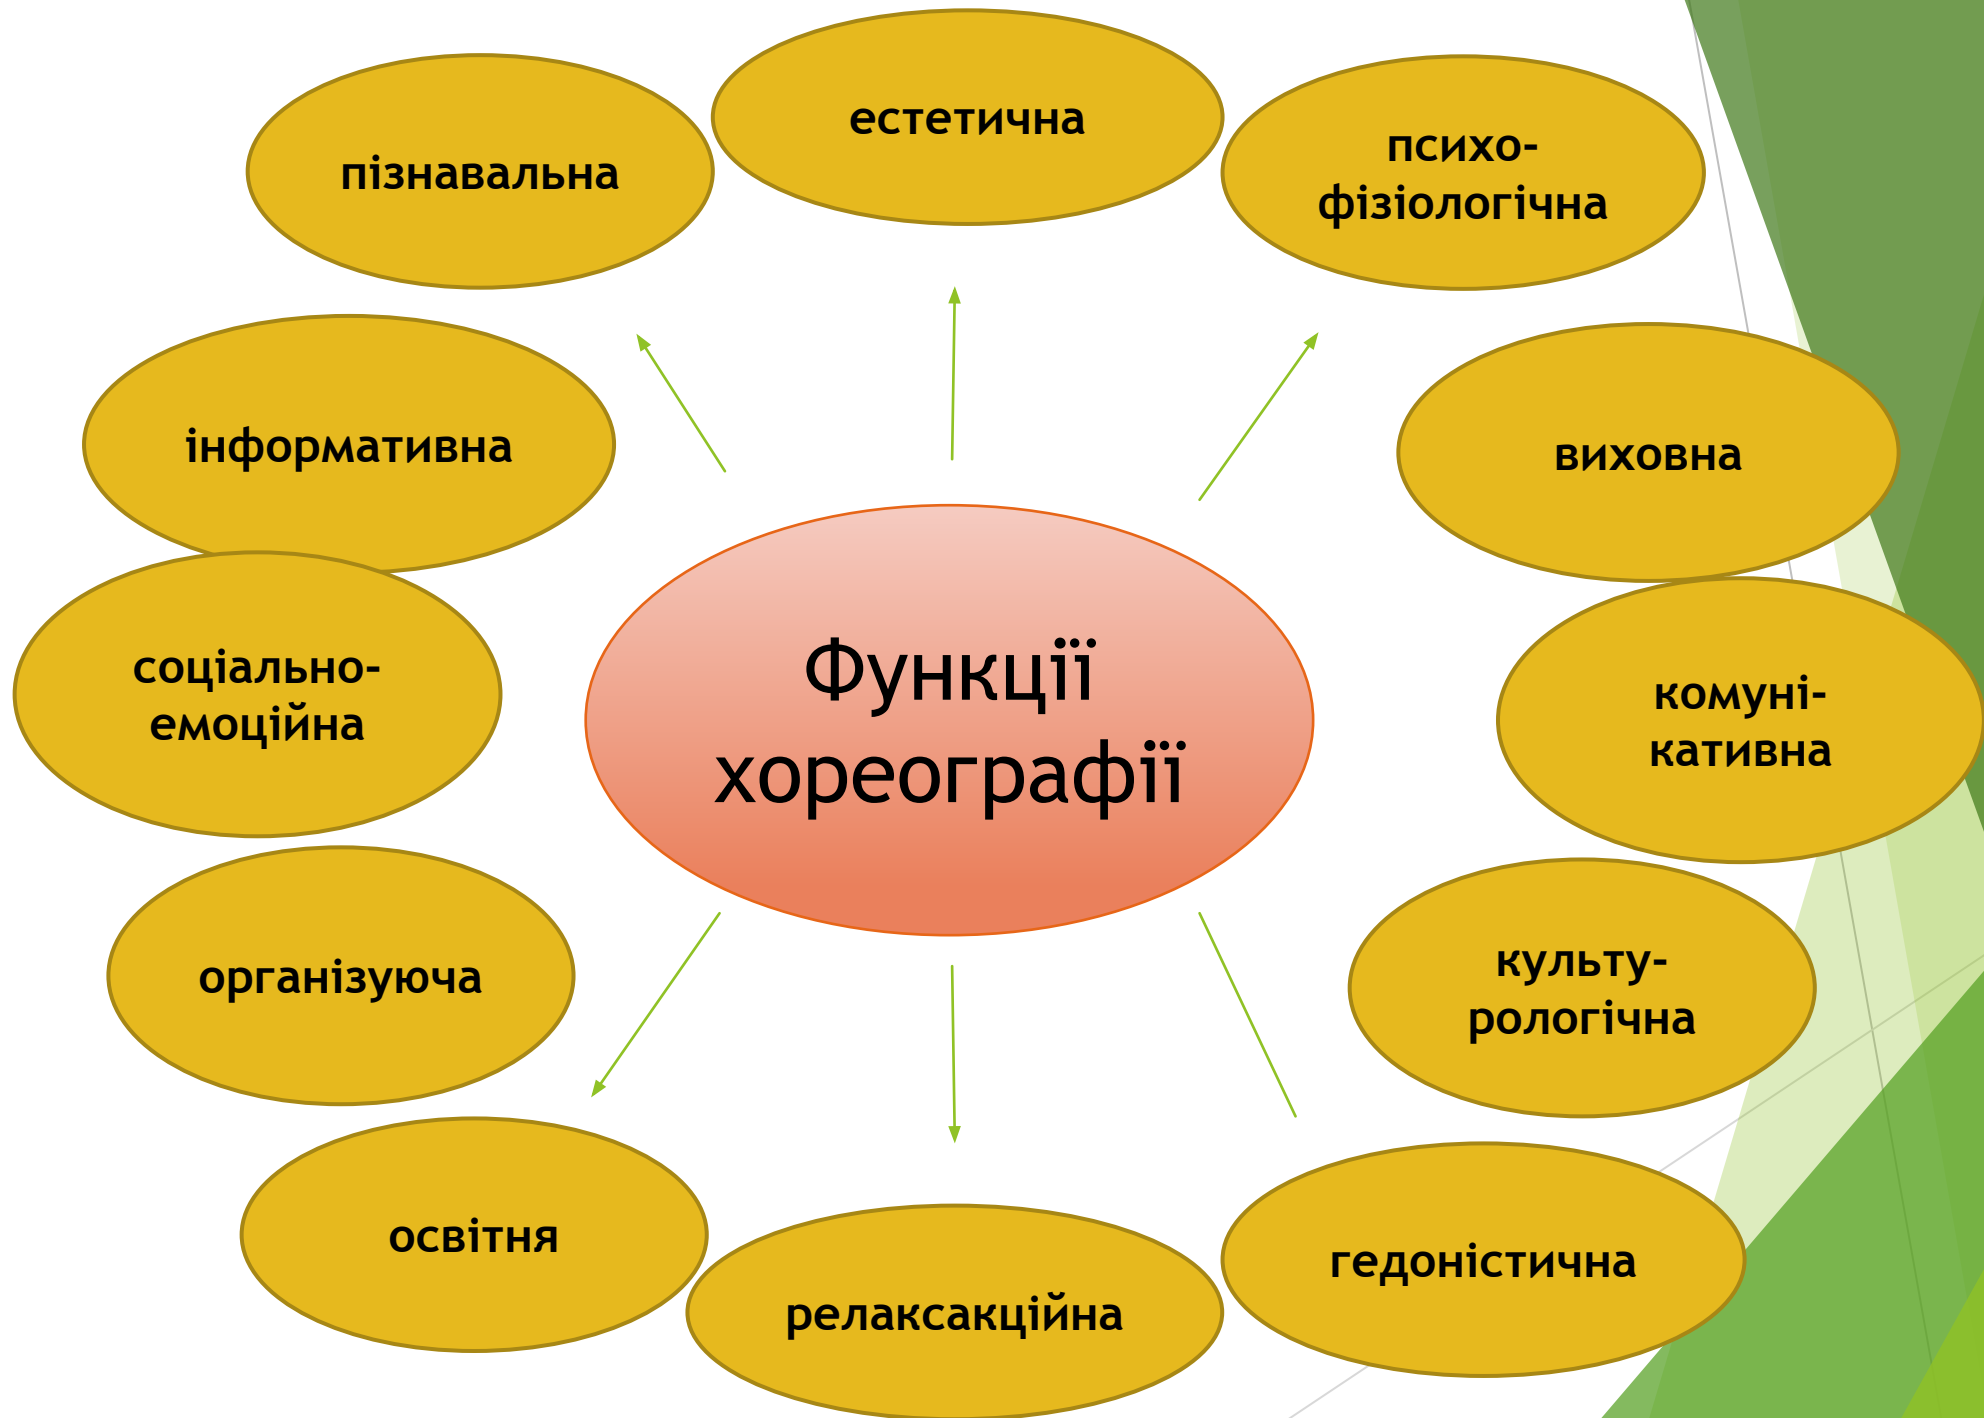 естетична
пізнавальна
психо-
фізіологічна
інформативна
виховна
соціально-
емоційна
Функції
хореографії
комуні-
кативна
організуюча
культу-
рологічна
освітня
гедоністична
релаксакційна